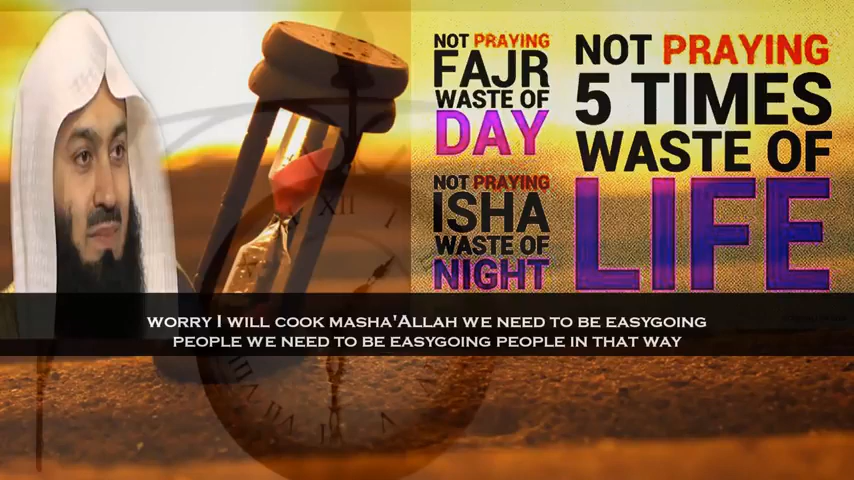 NOT PRAYING
FAJR
WASTE OF
DAY
NOT PRAYING
ISHA
WASTE OF
NIGHT
NOT PRAYING
5 TIMES
WASTE OF
LIFE
XII
I
WORRY I WILL COOK MASHA'ALLAH WE NEED TO BE EASYGOING
PEOPLE WE NEED TO BE EASYGOING PEOPLE IN THAT WAY